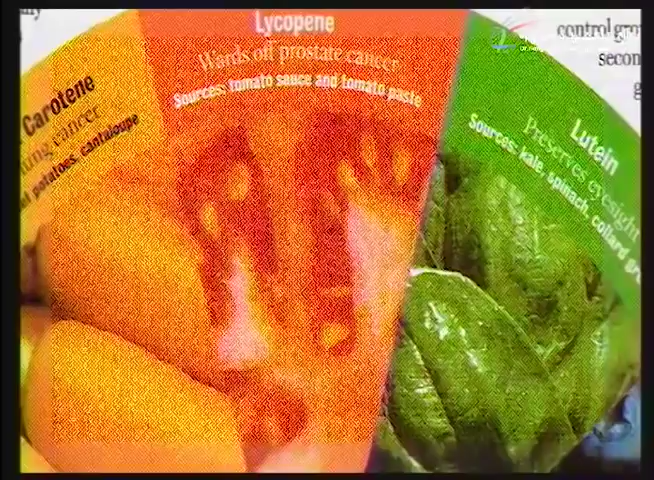 control
secon
Lycopene
Wards off prostate cancer
Sources: tomato sauce and tomato paste
Carotene
cancer
potatoes, cantaloupe
Lutein
Preserves eyesight
Sources: kale, spinach, collard